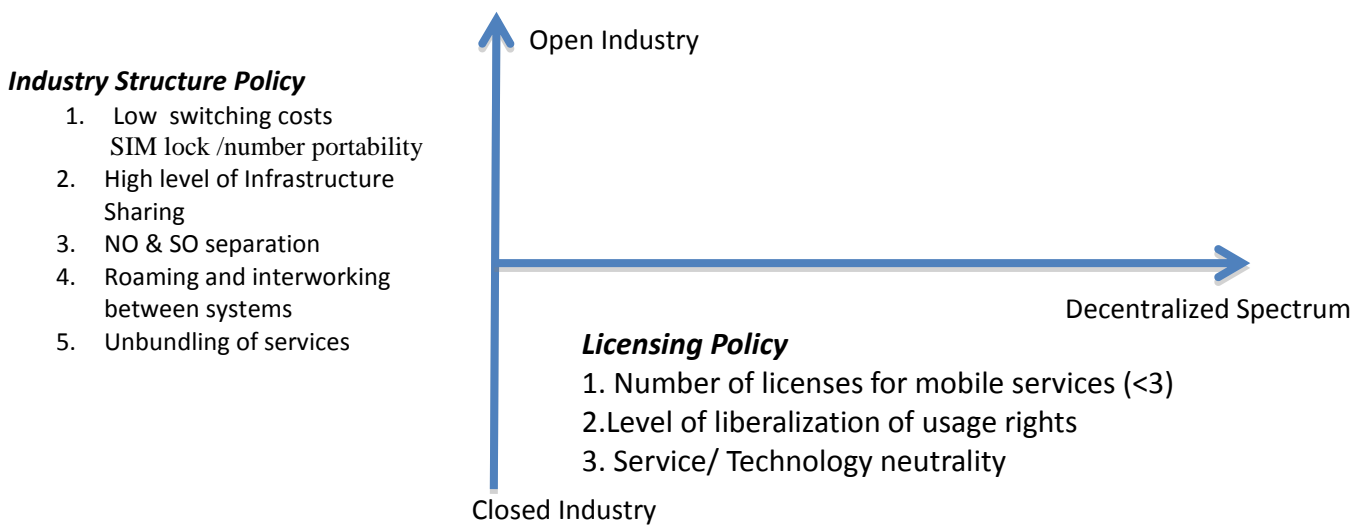 Open Industry
Industry Structure Policy
1. Low switching costs
SIM lock /number portability
2. High level of Infrastructure
Sharing
3. NO & SO separation
4. Roaming and interworking
between systems
5. Unbundling of services
Decentralized Spectrum
Licensing Policy
1. Number of licenses for mobile services (<3)
2.Level of liberalization of usage rights
3. Service/ Technology neutrality
Closed Industry